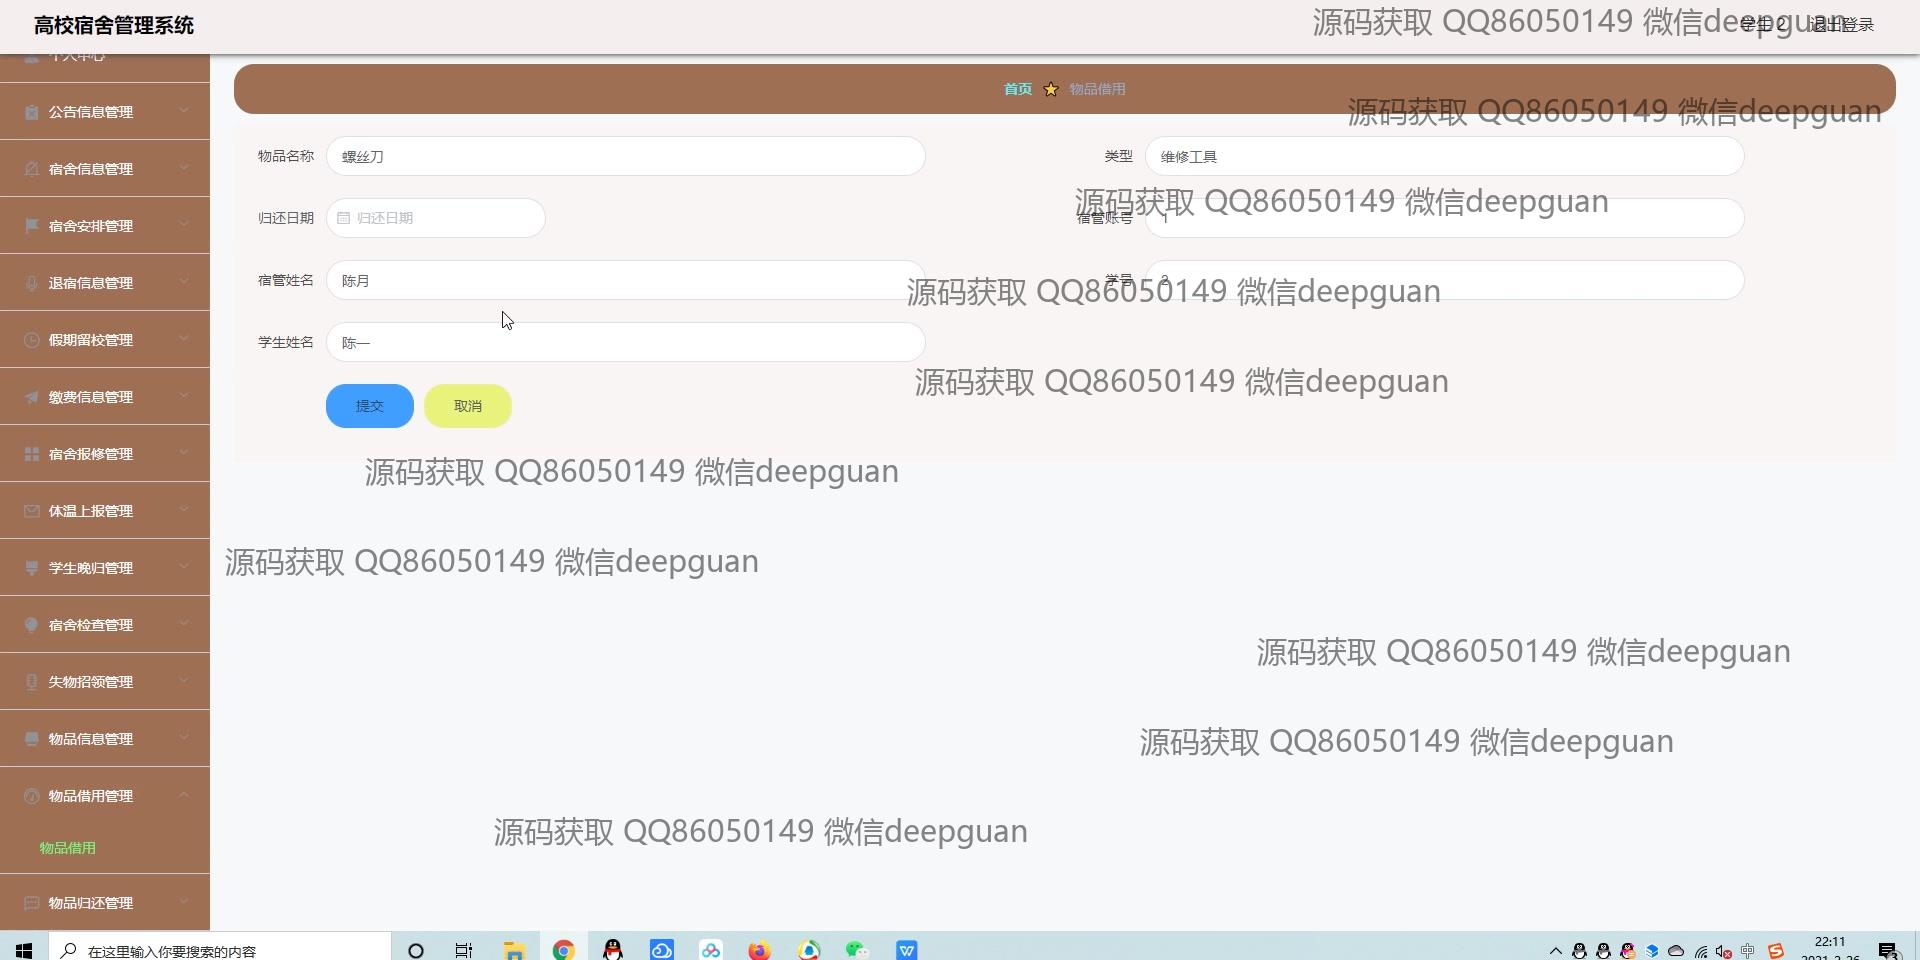 高校宿舍管理系统
源码获取 QQ86050149 微信deepguan
学生 2 退出登录
个人中心
首页 物品借用
公告信息管理
源码获取 QQ86050149 微信deepguan
物品名称 螺丝刀 类型 维修工具
宿舍信息管理
源码获取 QQ86050149 微信deepguan
归还日期 归还日期 宿管账号 1
宿舍安排管理
宿管姓名 陈月 学号 2
退宿信息管理
源码获取 QQ86050149 微信deepguan
学生姓名 陈一
假期留校管理
源码获取 QQ86050149 微信deepguan
缴费信息管理
提交 取消
宿舍报修管理
源码获取 QQ86050149 微信deepguan
体温上报管理
学生晚归管理
源码获取 QQ86050149 微信deepguan
宿舍检查管理
源码获取 QQ86050149 微信deepguan
失物招领管理
物品信息管理
源码获取 QQ86050149 微信deepguan
物品借用管理
源码获取 QQ86050149 微信deepguan
物品借用
物品归还管理
在这里输入你要搜索的内容
中
22:11
2021-2-26